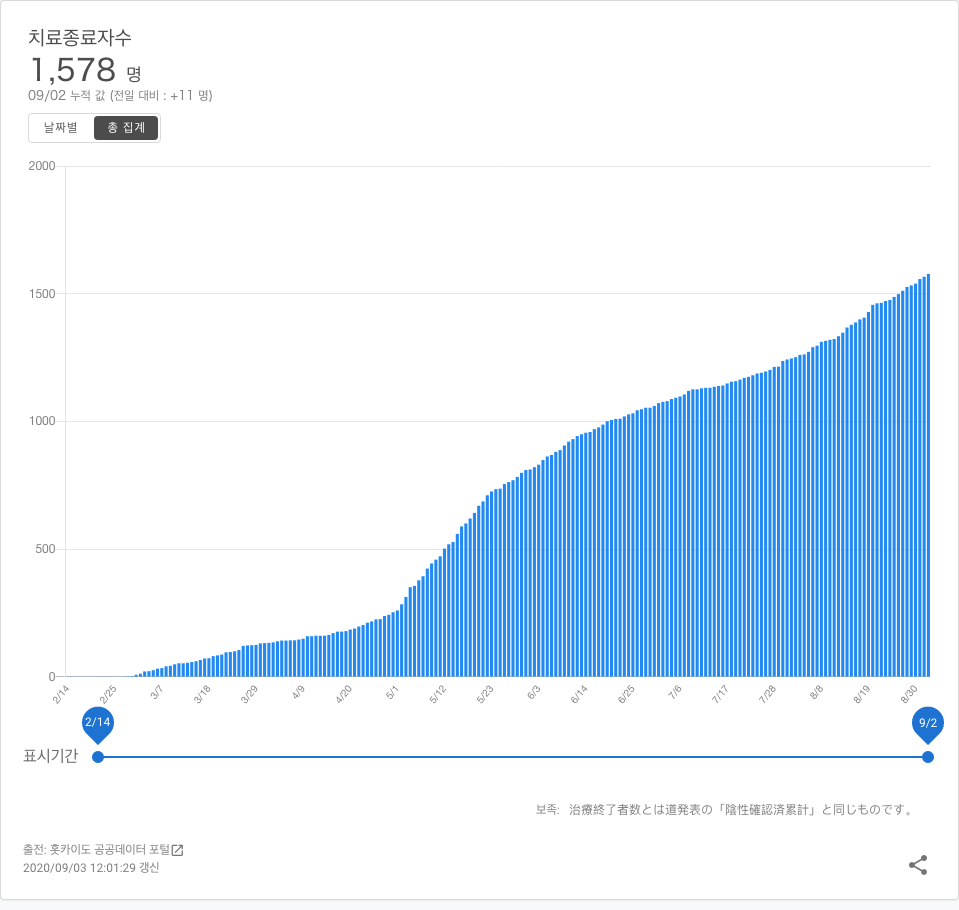 치료종료자수
1,578 명
09/02 누적 값 (전일 대비 : +11 명)
날짜별 총 집계
2000
1500
1000
500
0
2/14 2/25 3/7 3/18 3/29 4/9 4/20 5/1 5/12 5/23 6/3 6/14 6/25 7/6 7/17 7/28 8/8 8/19 8/30
2/14 9/2
표시기간
보족: 治療終了者数とは道発表の「陰性確認済累計」と同じものです。
출전: 홋카이도 공공데이터 포털
2020/09/03 12:01:29 갱신